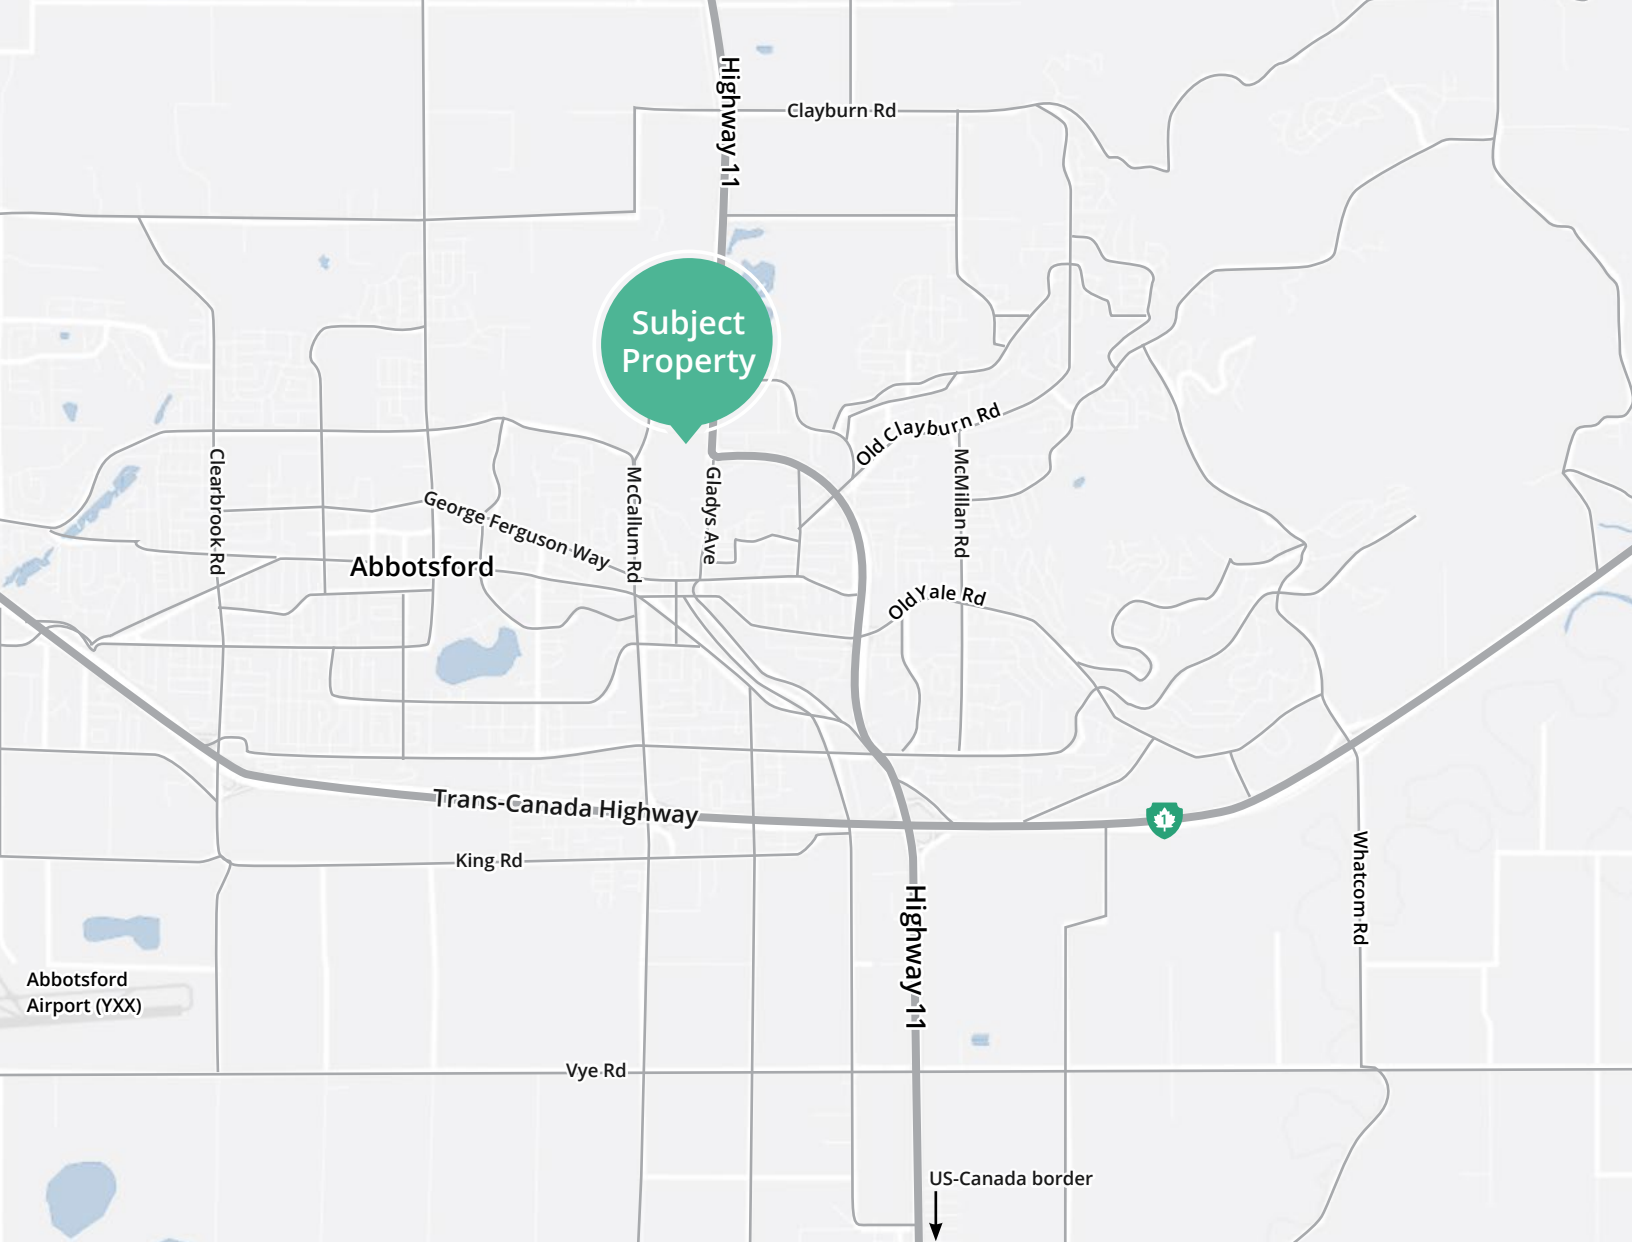 Highway 11
Clayburn Rd
Subject
Property
Old Clayburn Rd
Clearbrook Rd
McCallum Rd
Gladys Ave
McMillan Rd
George Ferguson Way
Abbotsford
Old Yale Rd
Trans-Canada Highway
1
King Rd
Whatcom Rd
Highway 11
Abbotsford
Airport (YXX)
Vye Rd
US-Canada border